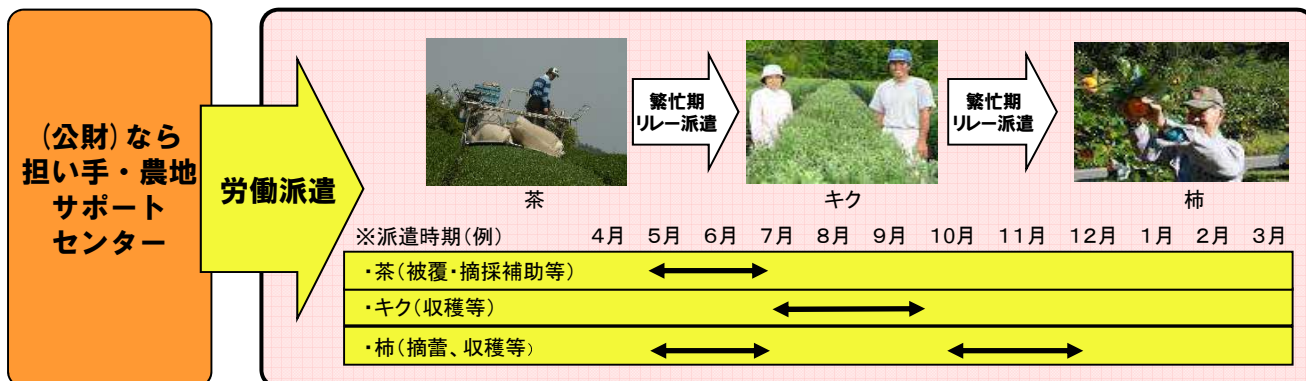 (公財)なら
担い手・農地
サポート
センター
労働派遣
繁忙期
リレー派遣
繁忙期
リレー派遣
茶
キク
柿
※派遣時期(例) 4月 5月 6月 7月 8月 9月 10月 11月 12月 1月 2月 3月
・茶(被覆・摘採補助等)
・キク(収穫等)
・柿(摘蕾、収穫等)